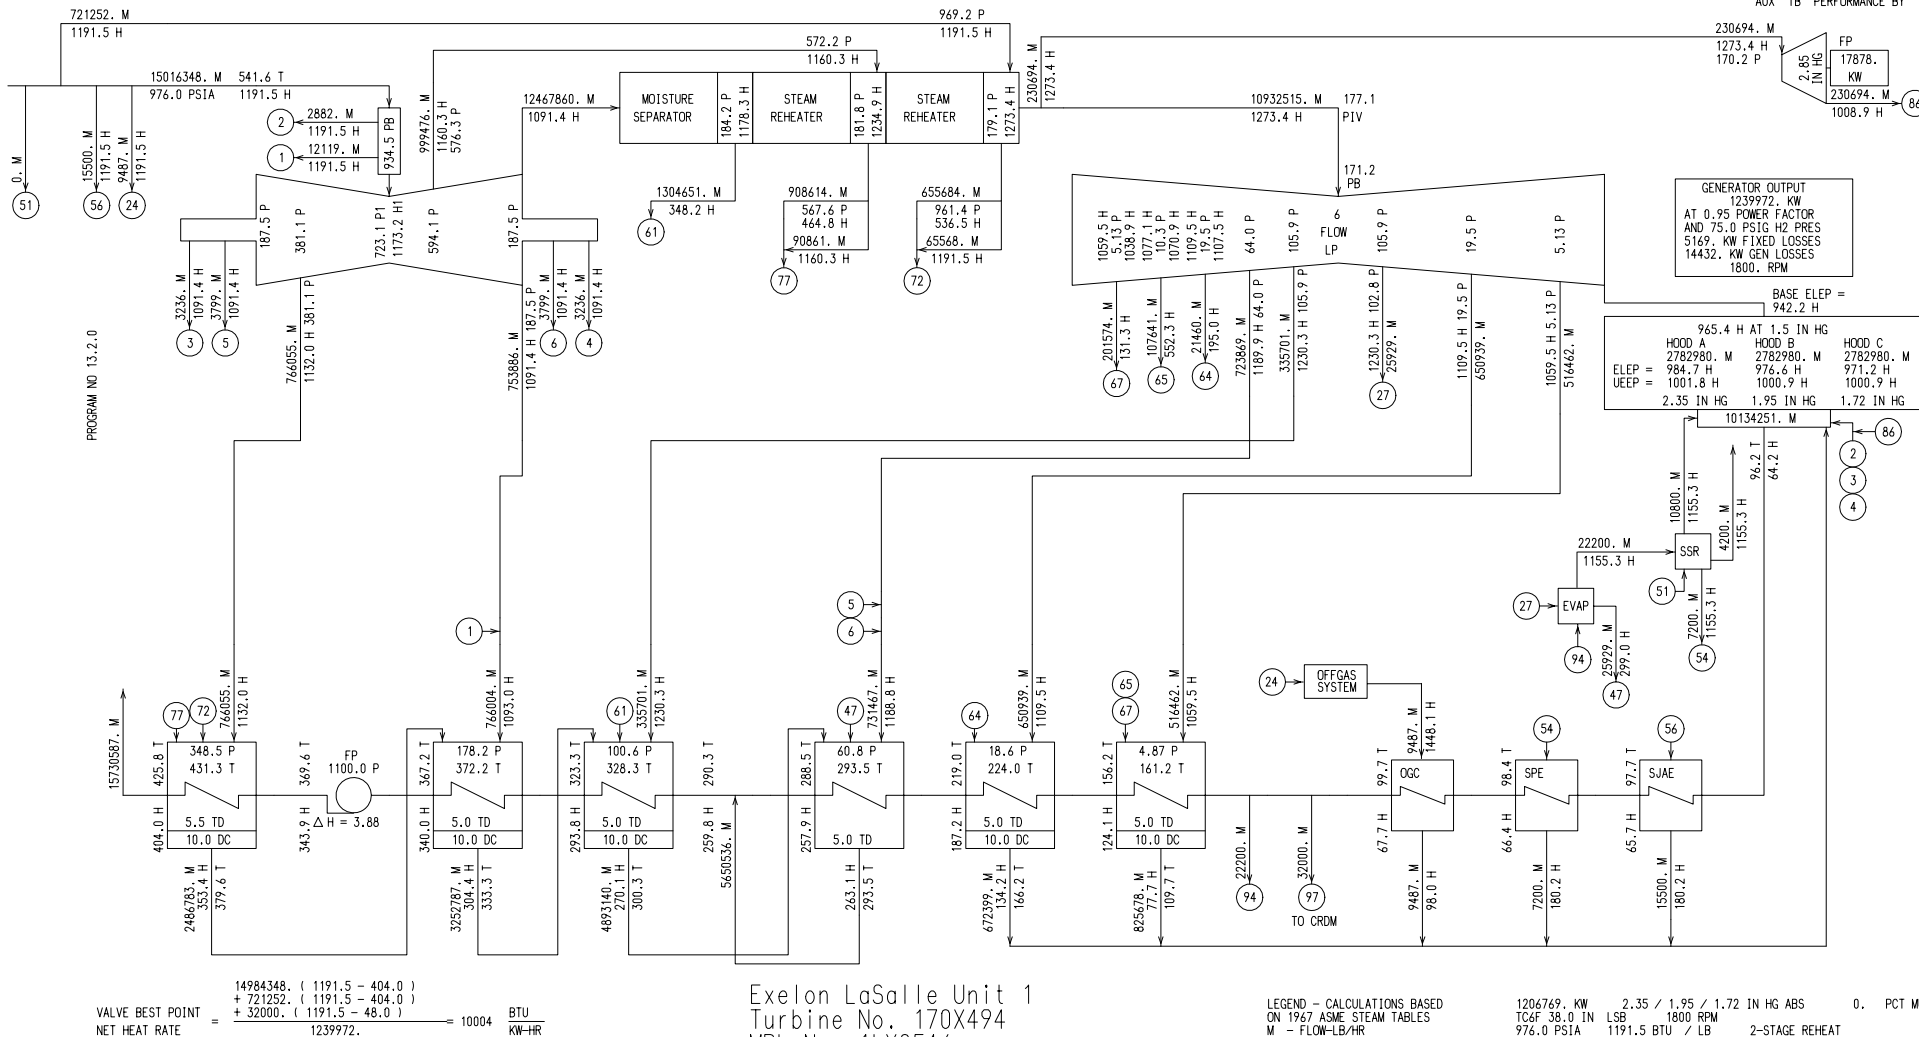 AUX TB PERFORMANCE BY
721252. M
1191.5 H
969.2 P
1191.5 H
572.2 P
1160.3 H
230694. M
1273.4 H
170.2 P
2.85
IN HG
FP
17878.
KW
230694. M
1008.9 H
86
15016348. M 541.6 T
976.0 PSIA 1191.5 H
0. M
51
15500. M
1191.5 H
56
9487. M
1191.5 H
24
2
2882. M
1191.5 H
1
12119. M
1191.5 H
934.5 PB
999476. M
1160.3 H
576.3 P
12467860. M
1091.4 H
MOISTURE
SEPARATOR
184.2 P
1178.3 H
STEAM
REHEATER
181.8 P
1234.9 H
STEAM
REHEATER
179.1 P
1273.4 H
230694. M
1273.4 H
10932515. M 177.1
1273.4 H PIV
1304651. M
348.2 H
61
908614. M
567.6 P
464.8 H
90861. M
1160.3 H
77
655684. M
961.4 P
536.5 H
65568. M
1191.5 H
72
187.5 P
381.1 P
723.1 P1
1173.2 H1
594.1 P
187.5 P
3236. M
1091.4 H
3
3799. M
1091.4 H
5
3799. M
1091.4 H
6
3236. M
1091.4 H
4
766055. M
1132.0 H 381.1 P
753886. M
1091.4 H 187.5 P
171.2
PB
1059.5 H
5.13 P
1038.9 H
1077.1 H
10.3 P
1070.9 H
1109.5 H
19.5 P
1107.5 H
64.0 P
105.9 P
6
FLOW
LP
105.9 P
19.5 P
5.13 P
201574. M
131.3 H
67
107641. M
552.3 H
65
21460. M
195.0 H
64
723869. M
1189.9 H 64.0 P
335701. M
1230.3 H 105.9 P
1230.3 H 102.8 P
25929. M
27
1109.5 H 19.5 P
650939. M
1059.5 H 5.13 P
516462. M
GENERATOR OUTPUT
1239972. KW
AT 0.95 POWER FACTOR
AND 75.0 PSIG H2 PRES
5169. KW FIXED LOSSES
14432. KW GEN LOSSES
1800. RPM
BASE ELEP =
942.2 H
965.4 H AT 1.5 IN HG
HOOD A HOOD B HOOD C
2782980. M 2782980. M 2782980. M
ELEP = 984.7 H 976.6 H 971.2 H
UEEP = 1001.8 H 1000.9 H 1000.9 H
2.35 IN HG 1.95 IN HG 1.72 IN HG
10134251. M
86
2
3
4
96.2 T
64.2 H
10800. M
1155.3 H
4200. M
1155.3 H
SSR
22200. M
1155.3 H
51
7200. M
1155.3 H
54
27
EVAP
94
25929. M
299.0 H
47
PROGRAM NO 13.2.0
1
5
6
24
OFFGAS
SYSTEM
15730587. M
425.8 T
404.0 H
77
72
766055. M
1132.0 H
348.5 P
431.3 T
5.5 TD
10.0 DC
369.6 T
343.9 H
FP
1100.0 P
Δ H = 3.88
367.2 T
340.0 H
766004. M
1093.0 H
178.2 P
372.2 T
5.0 TD
10.0 DC
323.3 T
293.8 H
61
335701. M
1230.3 H
100.6 P
328.3 T
5.0 TD
10.0 DC
290.3 T
259.8 H
5650536. M
288.5 T
257.9 H
47
731467. M
1188.8 H
60.8 P
293.5 T
5.0 TD
219.0 T
187.2 H
64
650939. M
1109.5 H
18.6 P
224.0 T
5.0 TD
10.0 DC
156.2 T
124.1 H
65
67
516462. M
1059.5 H
4.87 P
161.2 T
5.0 TD
10.0 DC
9487. M
1448.1 H
99.7 T
67.7 H
OGC
98.4 T
66.4 H
54
SPE
97.7 T
65.7 H
56
SJAE
2486783. M
353.4 H
379.6 T
3252787. M
304.4 H
333.3 T
4893140. M
270.1 H
300.3 T
263.1 H
293.5 T
672399. M
134.2 H
166.2 T
825678. M
77.7 H
109.7 T
22200. M
94
32000. M
97
TO CRDM
9487. M
98.0 H
7200. M
180.2 H
15500. M
180.2 H
14984348. ( 1191.5 - 404.0 )
+ 721252. ( 1191.5 - 404.0 )
VALVE BEST POINT = + 32000. ( 1191.5 - 48.0 ) = 10004 BTU
NET HEAT RATE 1239972. KW-HR
Exelon LaSalle Unit 1
Turbine No. 170X494
LEGEND - CALCULATIONS BASED
ON 1967 ASME STEAM TABLES
M - FLOW-LB/HR
1206769. KW 2.35 / 1.95 / 1.72 IN HG ABS 0. PCT M
TC6F 38.0 IN LSB 1800 RPM
976.0 PSIA 1191.5 BTU / LB 2-STAGE REHEAT